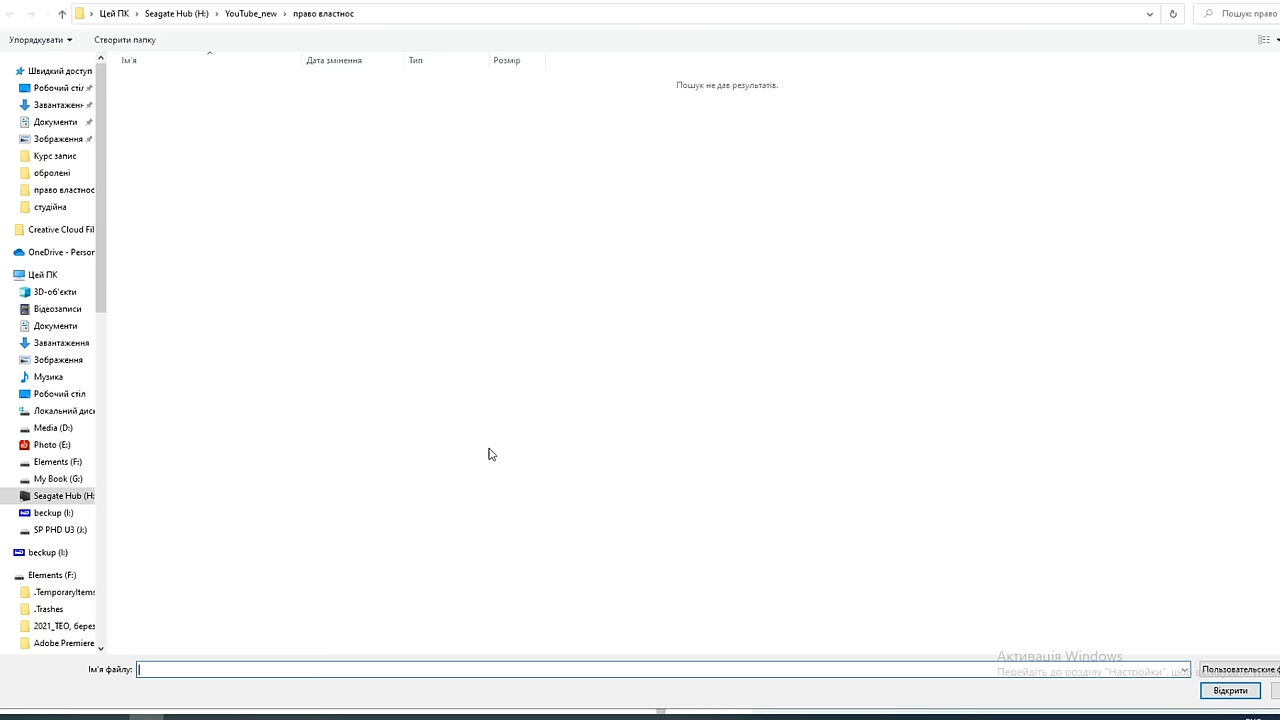 Цей ПК › Seagate Hub (H:) › YouTube_new › право властнос
Пошук: право
Упорядкувати
Створити папку
Ім'я
Дата змінення
Тип
Розмір
Пошук не дав результатів.
Швидкий доступ
Робочий стіл
Завантаженн
Документи
Зображення
Курс запис
обролені
право властнос
студійна
Creative Cloud Fil
OneDrive - Person
Цей ПК
3D-об'єкти
Відеозаписи
Документи
Завантаження
Зображення
Музика
Робочий стіл
Локальний диск
Media (D:)
Photo (E:)
Elements (F:)
My Book (G:)
Seagate Hub (H:
beckup (I:)
SP PHD U3 (J:)
beckup (I:)
Elements (F:)
.TemporaryItems
.Trashes
2021_TEO, берез
Adobe Premiere
Ім'я файлу:
Активація Windows
Перейдіть до розділу "Настройки", щоб
Пользовательские ф
Відкрити